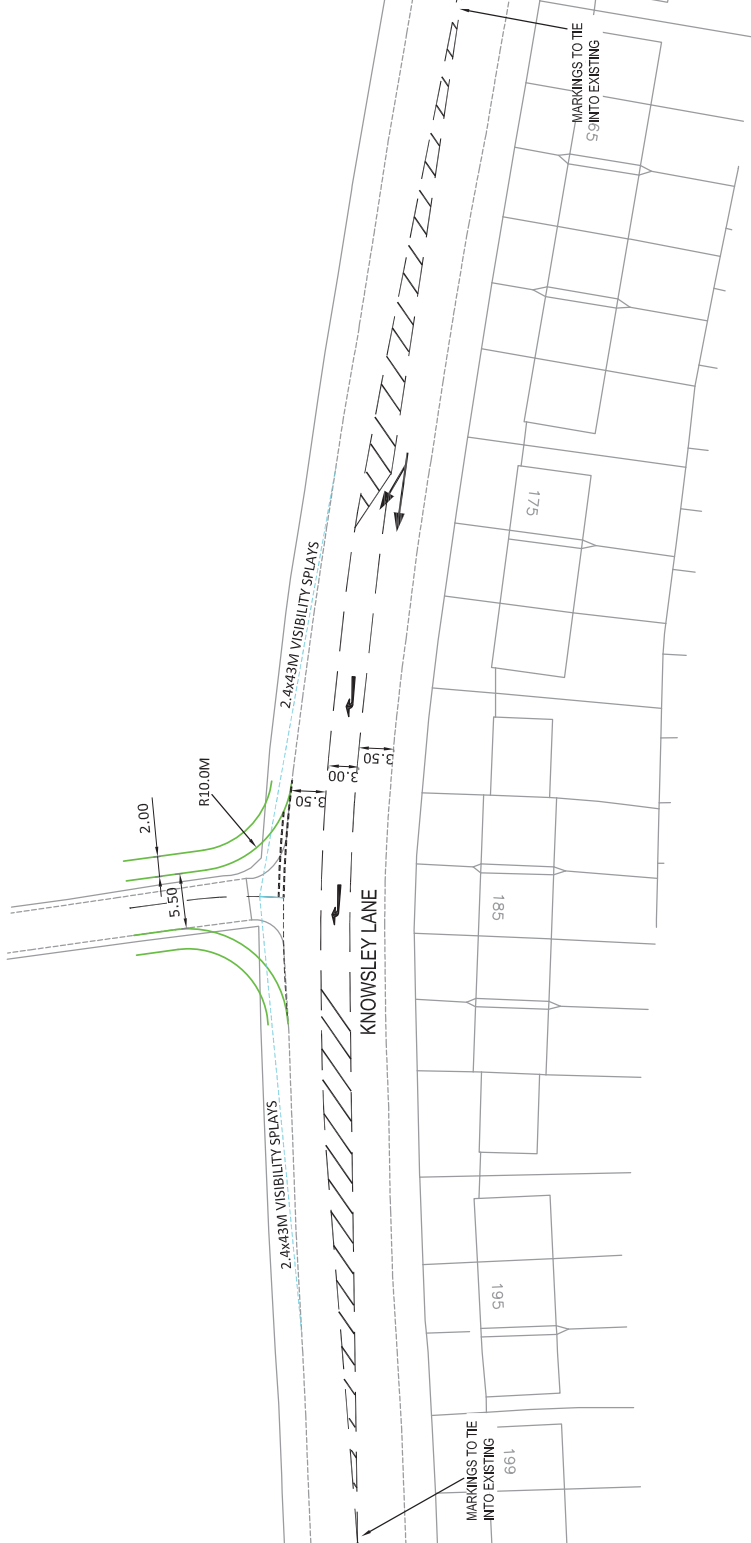 MARKINGS TO TIE
INTO EXISTING
65
175
2.4x43M VISIBILITY SPLAYS
R10.0M
2.00
5.50
3.50
3.00
3.50
KNOWSLEY LANE
185
2.4x43M VISIBILITY SPLAYS
195
MARKINGS TO TIE
INTO EXISTING
199